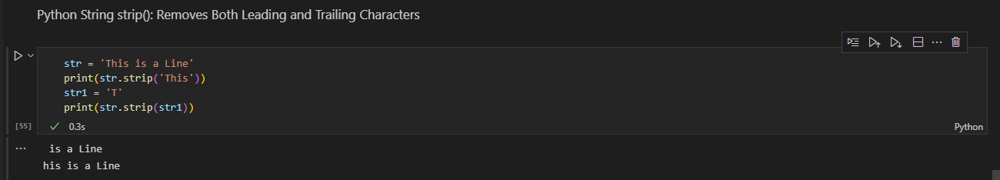 Python String strip(): Removes Both Leading and Trailing Characters
str = 'This is a Line'
print(str.strip('This'))
str1 = 'T'
print(str.strip(str1))
[55] 0.3s Python
is a Line
his is a Line